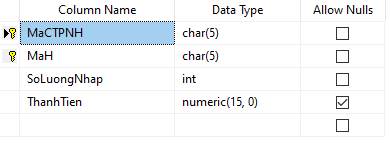 Column Name Data Type Allow Nulls
MaCTPNH char(5)
MaH char(5)
SoLuongNhap int
ThanhTien numeric(15, 0)